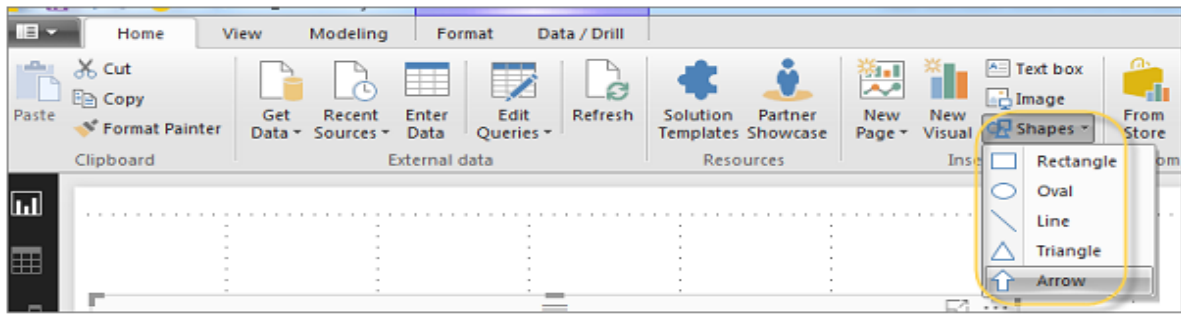 Home View Modeling Format Data / Drill
Paste
Cut
Copy
Format Painter
Clipboard
Get Data
Recent Sources
Enter Data
Edit Queries
Refresh
External data
Solution Templates
Partner Showcase
Resources
New Page
New Visual
Text box
Image
Shapes
From Store
Rectangle
Oval
Line
Triangle
Arrow